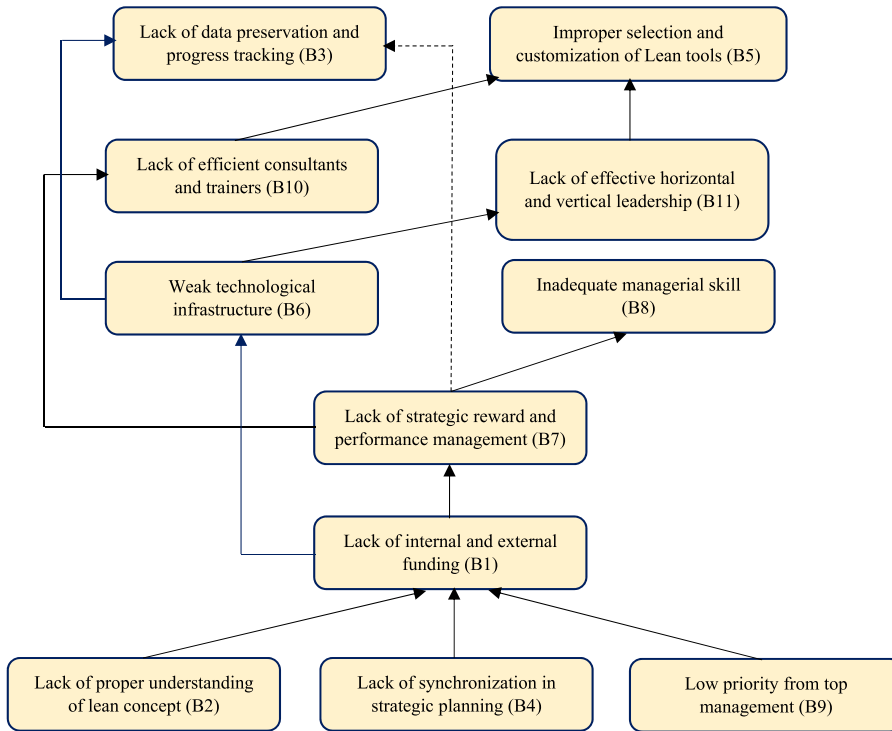 Lack of data preservation and
progress tracking (B3)
Improper selection and
customization of Lean tools (B5)
Lack of efficient consultants
and trainers (B10)
Lack of effective horizontal
and vertical leadership (B11)
Weak technological
infrastructure (B6)
Inadequate managerial skill
(B8)
Lack of strategic reward and
performance management (B7)
Lack of internal and external
funding (B1)
Lack of proper understanding
of lean concept (B2)
Lack of synchronization in
strategic planning (B4)
Low priority from top
management (B9)